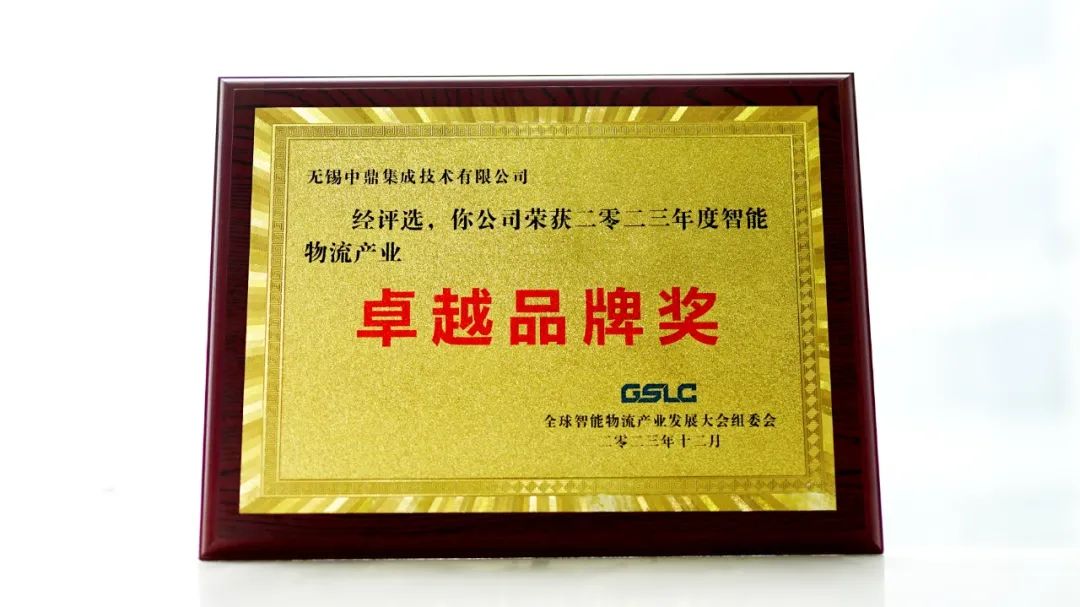 无锡中鼎集成技术有限公司
经评选，你公司荣获二零二三年度智能
物流产业
卓越品牌奖
GSLC
全球智能物流产业发展大会组委会
二零二三年十二月